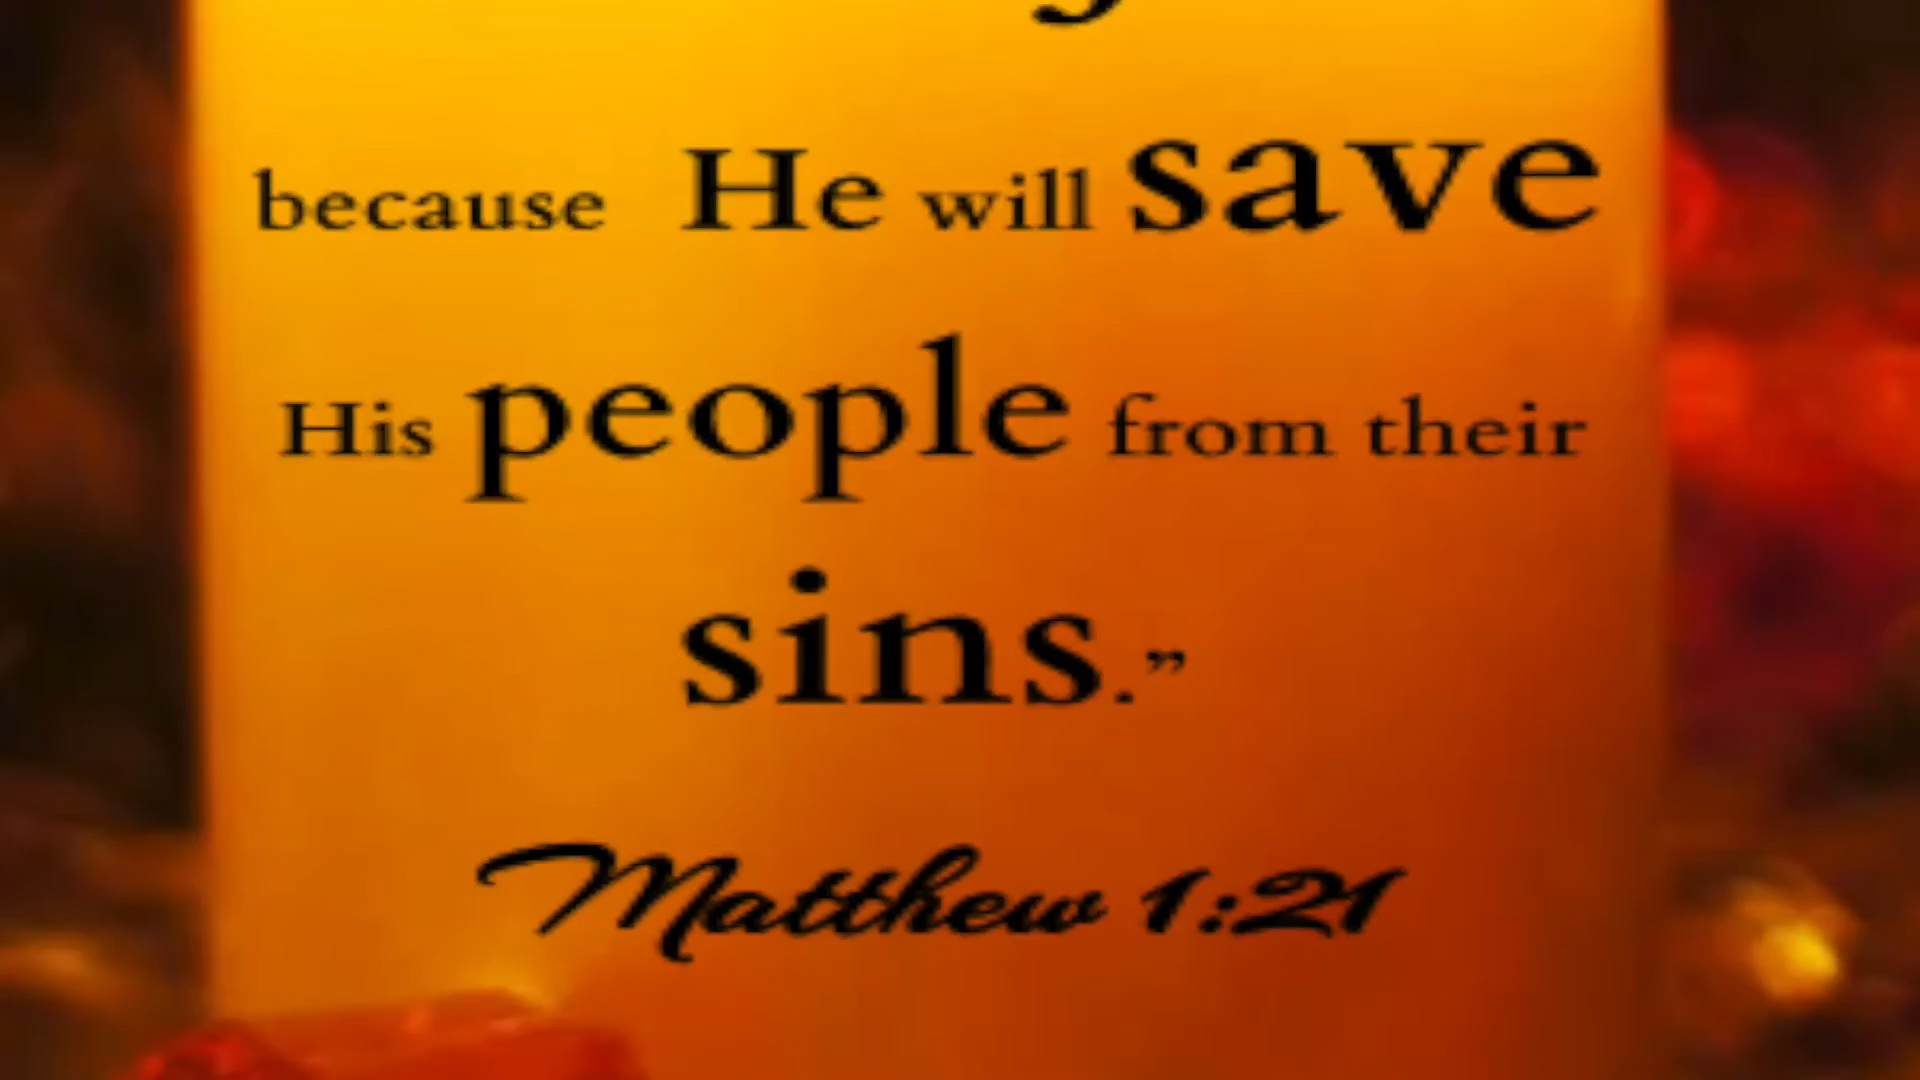 because He will save
His people from their
sins.”
Matthew 1:21